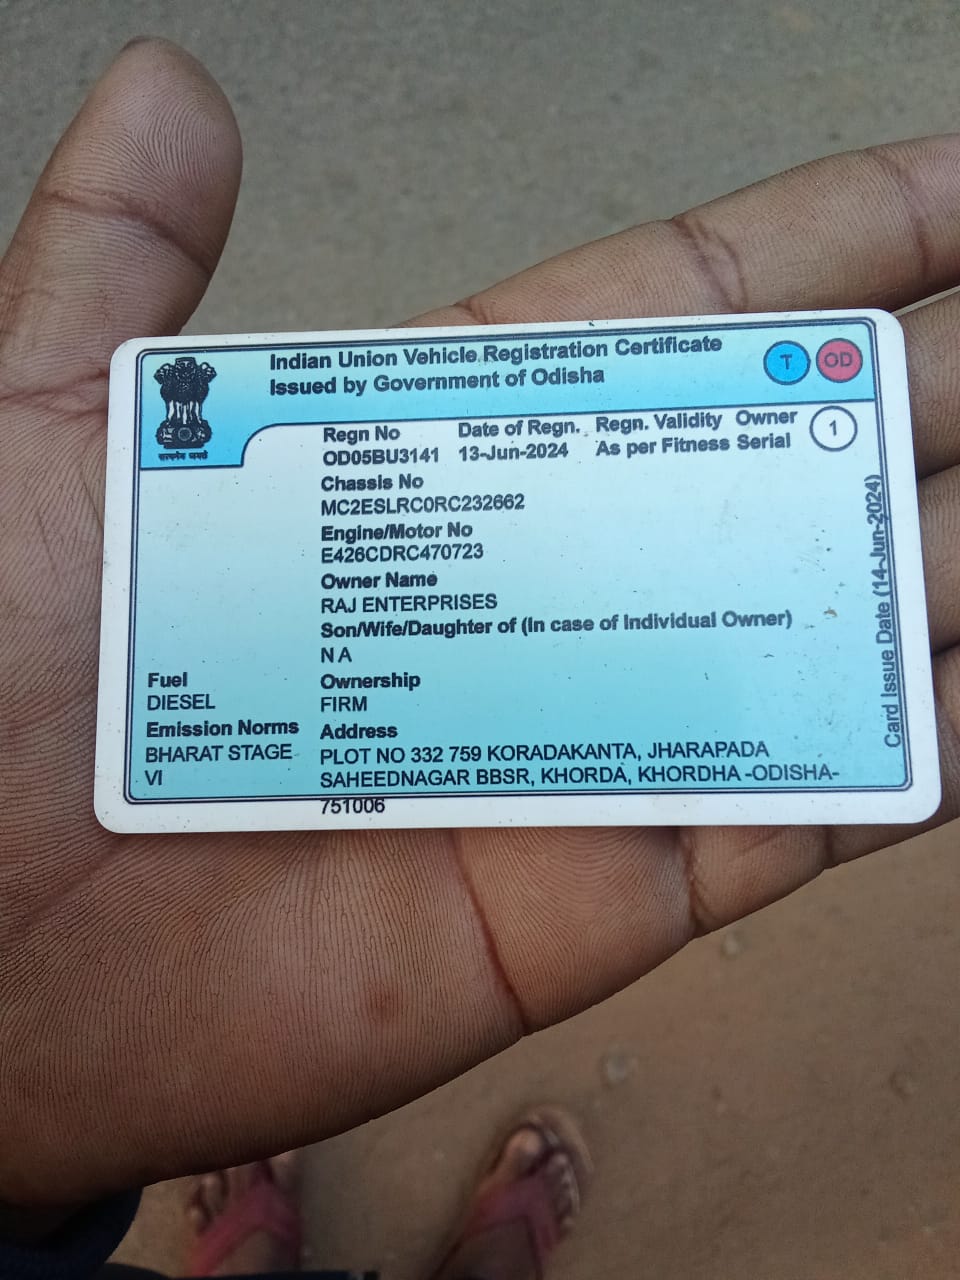 Indian Union Vehicle Registration Certificate
Issued by Government of Odisha
T OD
सत्यमेव जयते
Regn No Date of Regn. Regn. Validity Owner
OD05BU3141 13-Jun-2024 As per Fitness Serial 1
Chassis No
MC2ESLRC0RC232662
Engine/Motor No
E426CDRC470723
Owner Name
RAJ ENTERPRISES
Son/Wife/Daughter of (In case of Individual Owner)
N A
Fuel Ownership
DIESEL FIRM
Emission Norms Address
BHARAT STAGE PLOT NO 332 759 KORADAKANTA, JHARAPADA
VI SAHEEDNAGAR BBSR, KHORDA, KHORDHA -ODISHA-
751006
Card Issue Date (14-Jun-2024)